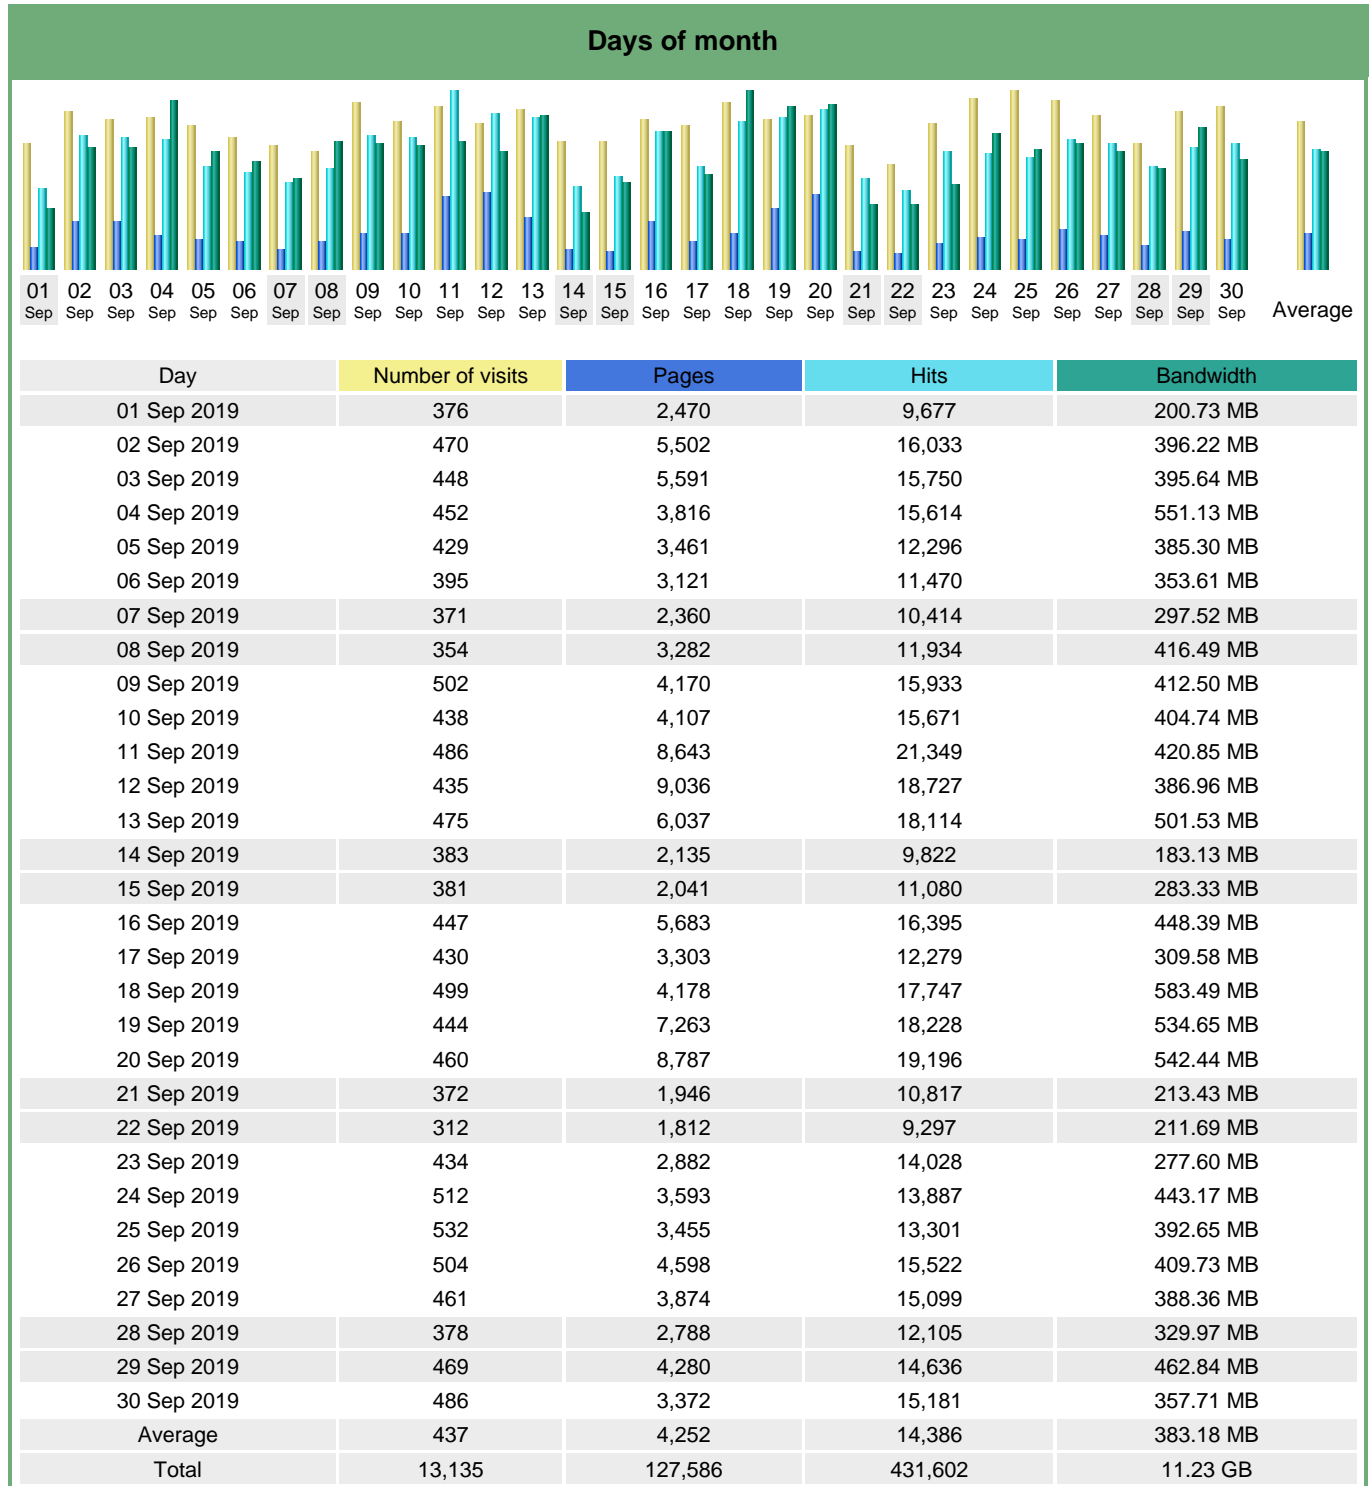 Days of month
01 02 03 04 05 06 07 08 09 10 11 12 13 14 15 16 17 18 19 20 21 22 23 24 25 26 27 28 29 30
Sep Sep Sep Sep Sep Sep Sep Sep Sep Sep Sep Sep Sep Sep Sep Sep Sep Sep Sep Sep Sep Sep Sep Sep Sep Sep Sep Sep Sep Sep Average
Day Number of visits Pages Hits Bandwidth
01 Sep 2019 376 2,470 9,677 200.73 MB
02 Sep 2019 470 5,502 16,033 396.22 MB
03 Sep 2019 448 5,591 15,750 395.64 MB
04 Sep 2019 452 3,816 15,614 551.13 MB
05 Sep 2019 429 3,461 12,296 385.30 MB
06 Sep 2019 395 3,121 11,470 353.61 MB
07 Sep 2019 371 2,360 10,414 297.52 MB
08 Sep 2019 354 3,282 11,934 416.49 MB
09 Sep 2019 502 4,170 15,933 412.50 MB
10 Sep 2019 438 4,107 15,671 404.74 MB
11 Sep 2019 486 8,643 21,349 420.85 MB
12 Sep 2019 435 9,036 18,727 386.96 MB
13 Sep 2019 475 6,037 18,114 501.53 MB
14 Sep 2019 383 2,135 9,822 183.13 MB
15 Sep 2019 381 2,041 11,080 283.33 MB
16 Sep 2019 447 5,683 16,395 448.39 MB
17 Sep 2019 430 3,303 12,279 309.58 MB
18 Sep 2019 499 4,178 17,747 583.49 MB
19 Sep 2019 444 7,263 18,228 534.65 MB
20 Sep 2019 460 8,787 19,196 542.44 MB
21 Sep 2019 372 1,946 10,817 213.43 MB
22 Sep 2019 312 1,812 9,297 211.69 MB
23 Sep 2019 434 2,882 14,028 277.60 MB
24 Sep 2019 512 3,593 13,887 443.17 MB
25 Sep 2019 532 3,455 13,301 392.65 MB
26 Sep 2019 504 4,598 15,522 409.73 MB
27 Sep 2019 461 3,874 15,099 388.36 MB
28 Sep 2019 378 2,788 12,105 329.97 MB
29 Sep 2019 469 4,280 14,636 462.84 MB
30 Sep 2019 486 3,372 15,181 357.71 MB
Average 437 4,252 14,386 383.18 MB
Total 13,135 127,586 431,602 11.23 GB